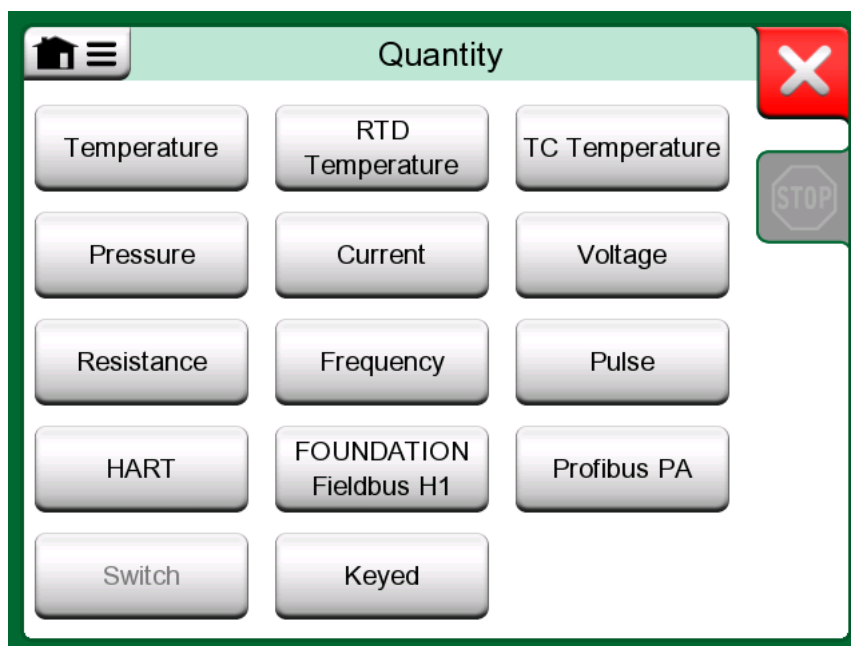 Quantity
Temperature
RTD
Temperature
TC Temperature
STOP
Pressure
Current
Voltage
Resistance
Frequency
Pulse
HART
FOUNDATION
Fieldbus H1
Profibus PA
Switch
Keyed